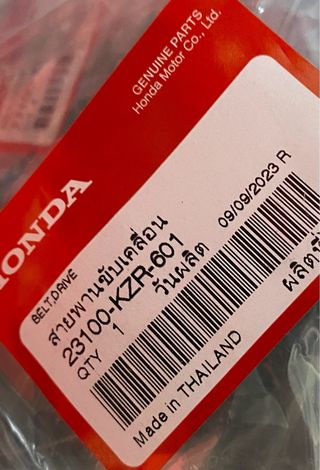 GENUINE PARTS
Honda Motor Co., Ltd.
HONDA
BELT,DRIVE
สายพานขับเคลื่อน
23100-KZR-601
QTY 1 วันผลิต 09/09/2023 R
Made in THAILAND